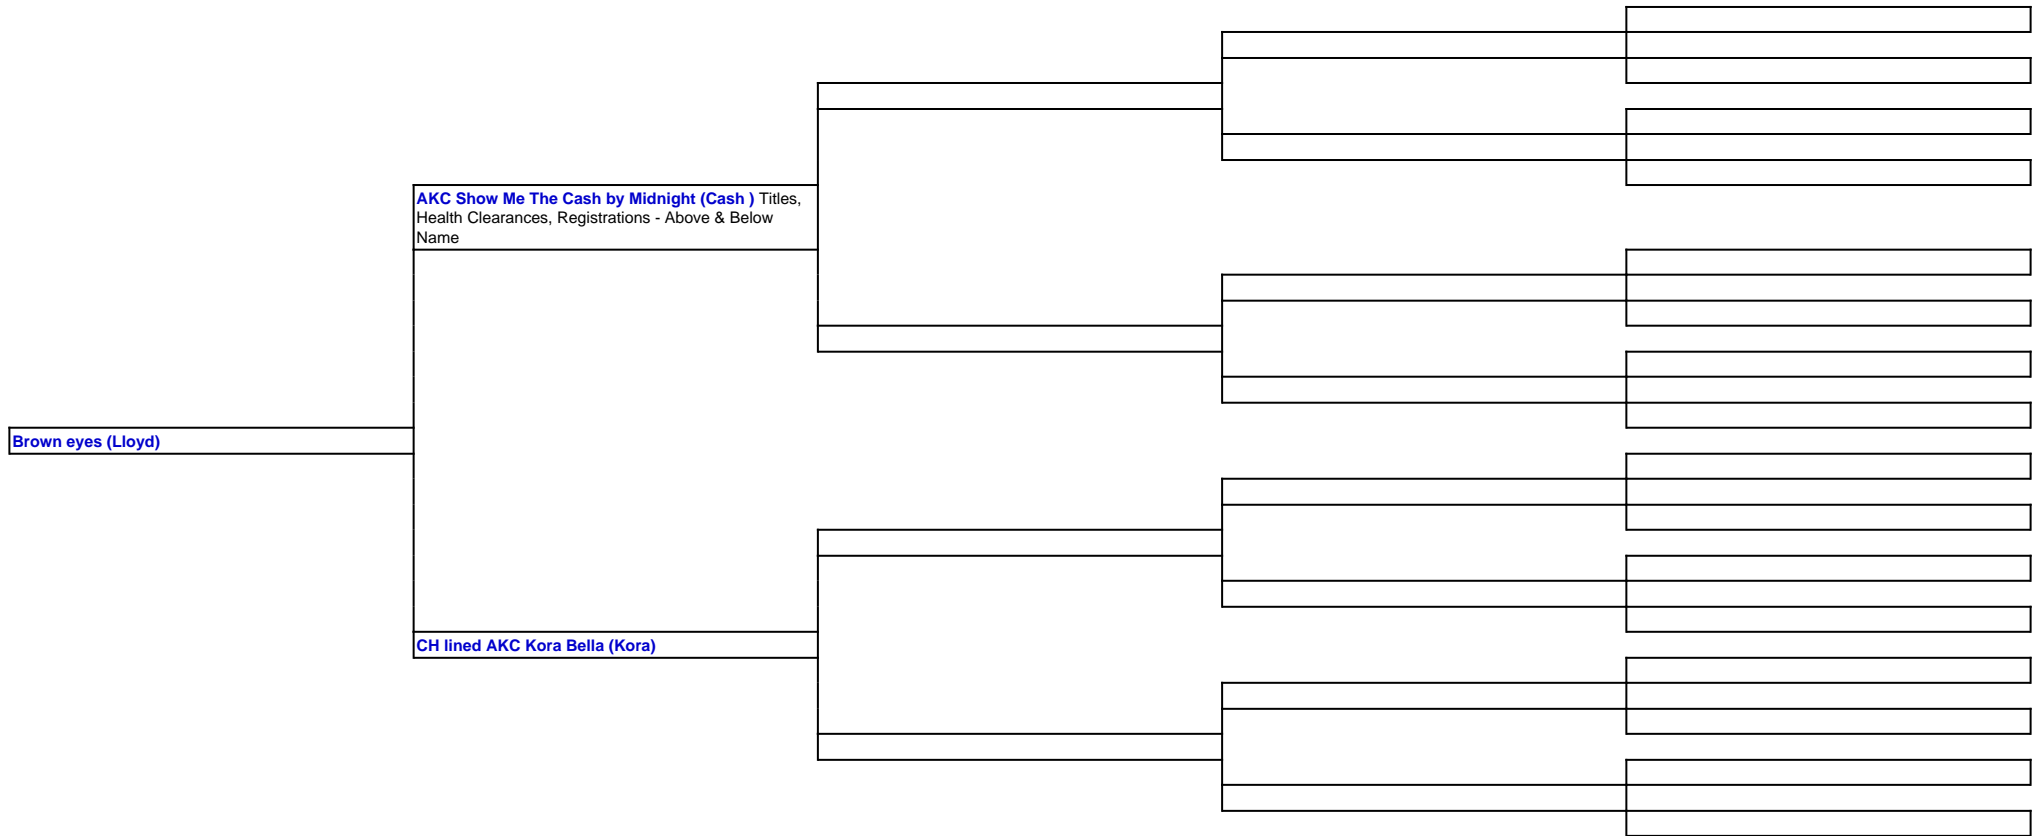 AKC Show Me The Cash by Midnight (Cash ) Titles,
Health Clearances, Registrations - Above & Below
Name
Brown eyes (Lloyd)
CH lined AKC Kora Bella (Kora)